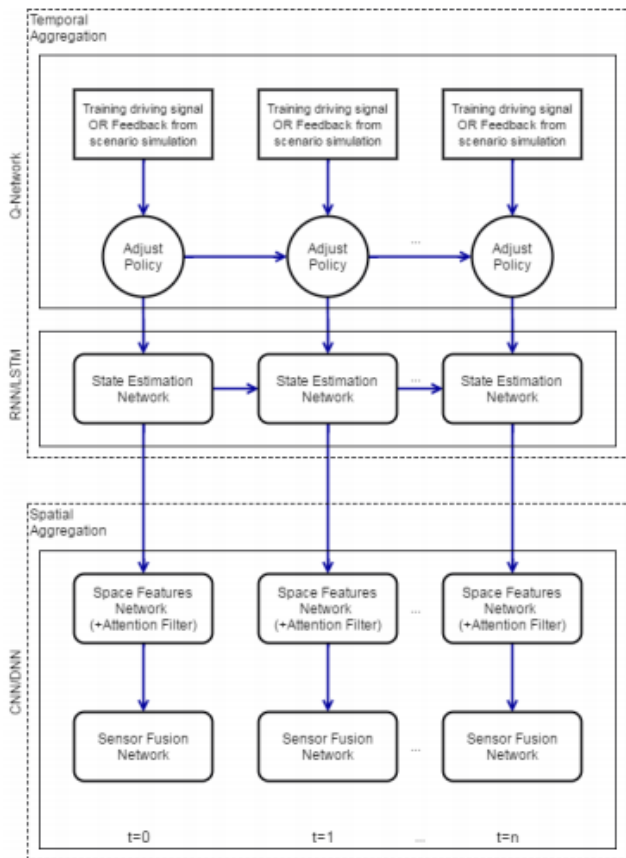 Temporal
Aggregation
Q-Network
Training driving signal
OR Feedback from
scenario simulation
Training driving signal
OR Feedback from
scenario simulation
Training driving signal
OR Feedback from
scenario simulation
Adjust
Policy
Adjust
Policy
...
Adjust
Policy
RNN/LSTM
State Estimation
Network
State Estimation
Network
...
State Estimation
Network
Spatial
Aggregation
CNN/DNN
Space Features
Network
(+Attention Filter)
Space Features
Network
(+Attention Filter)
...
Space Features
Network
(+Attention Filter)
Sensor Fusion
Network
Sensor Fusion
Network
...
Sensor Fusion
Network
t=0
t=1
...
t=n